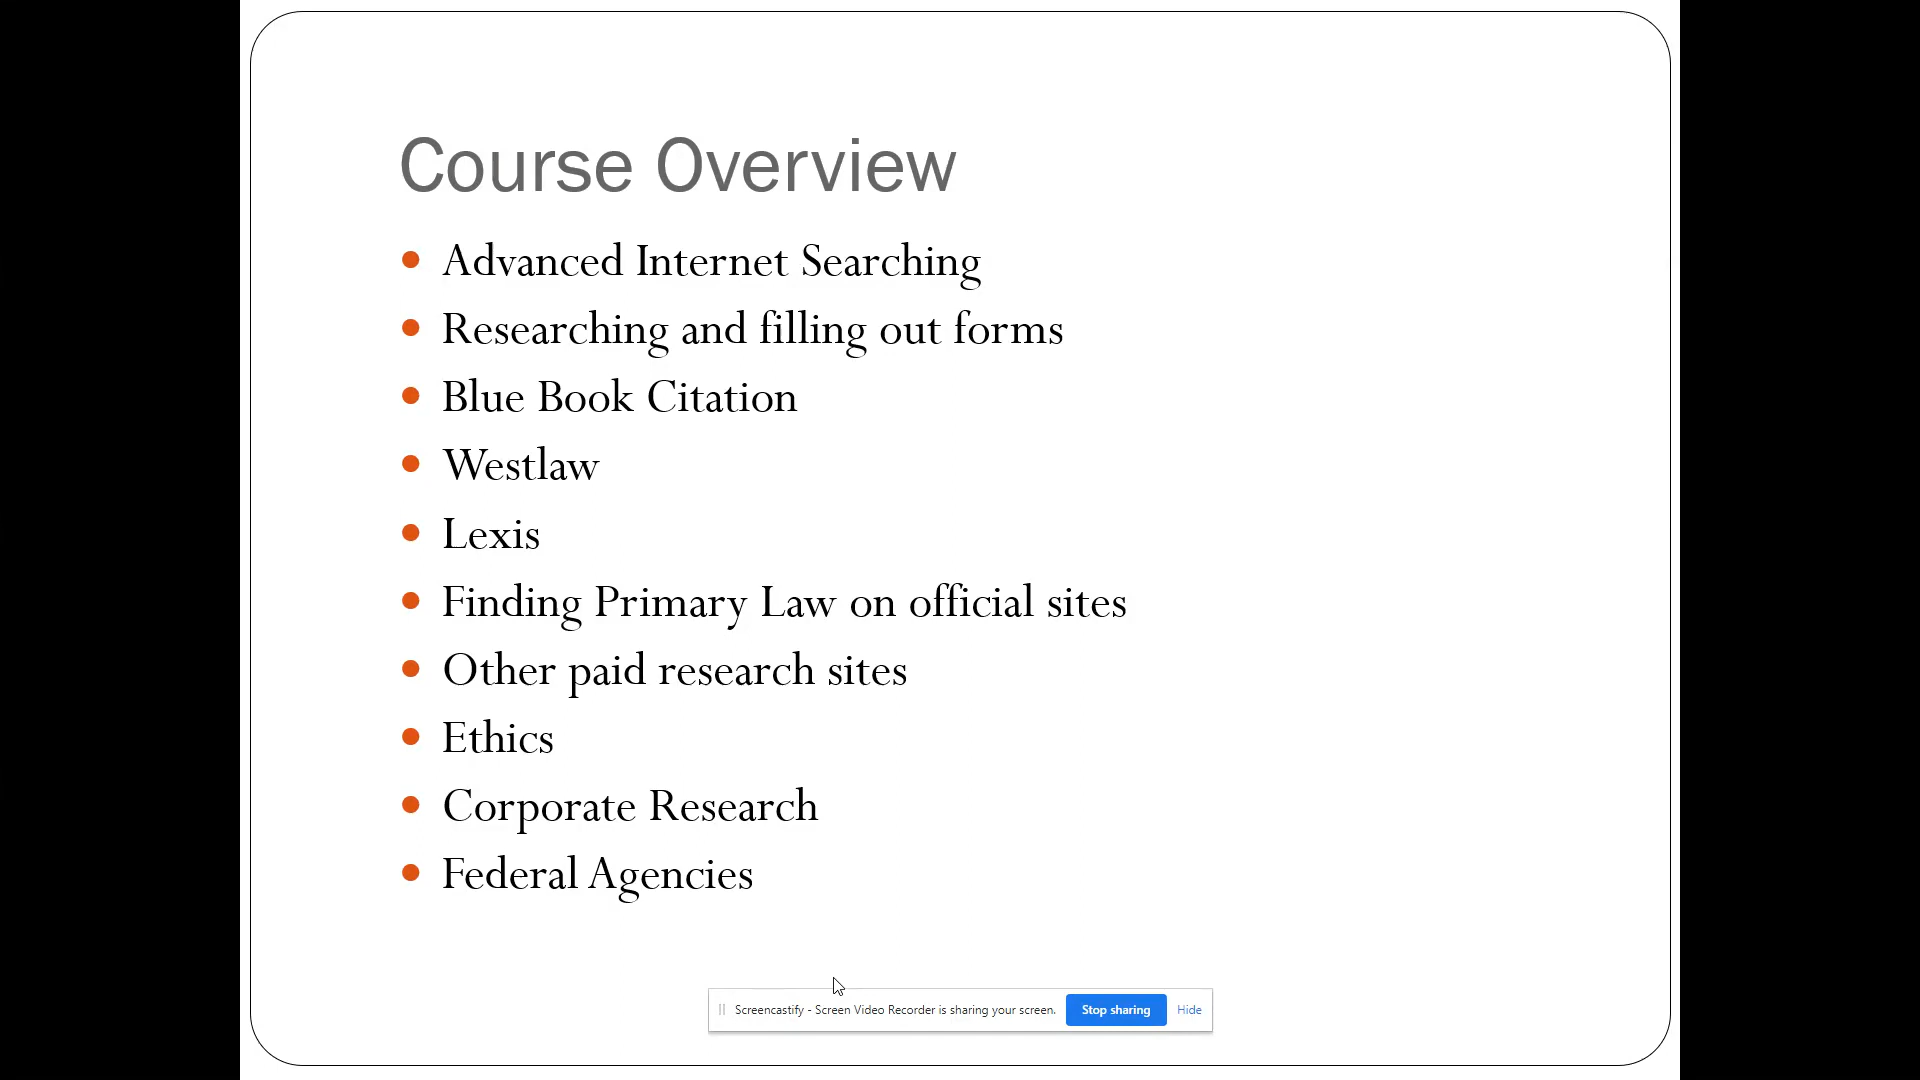 Course Overview
Advanced Internet Searching
Researching and filling out forms
Blue Book Citation
Westlaw
Lexis
Finding Primary Law on official sites
Other paid research sites
Ethics
Corporate Research
Federal Agencies
Screencastify - Screen Video Recorder is sharing your screen. Stop sharing Hide